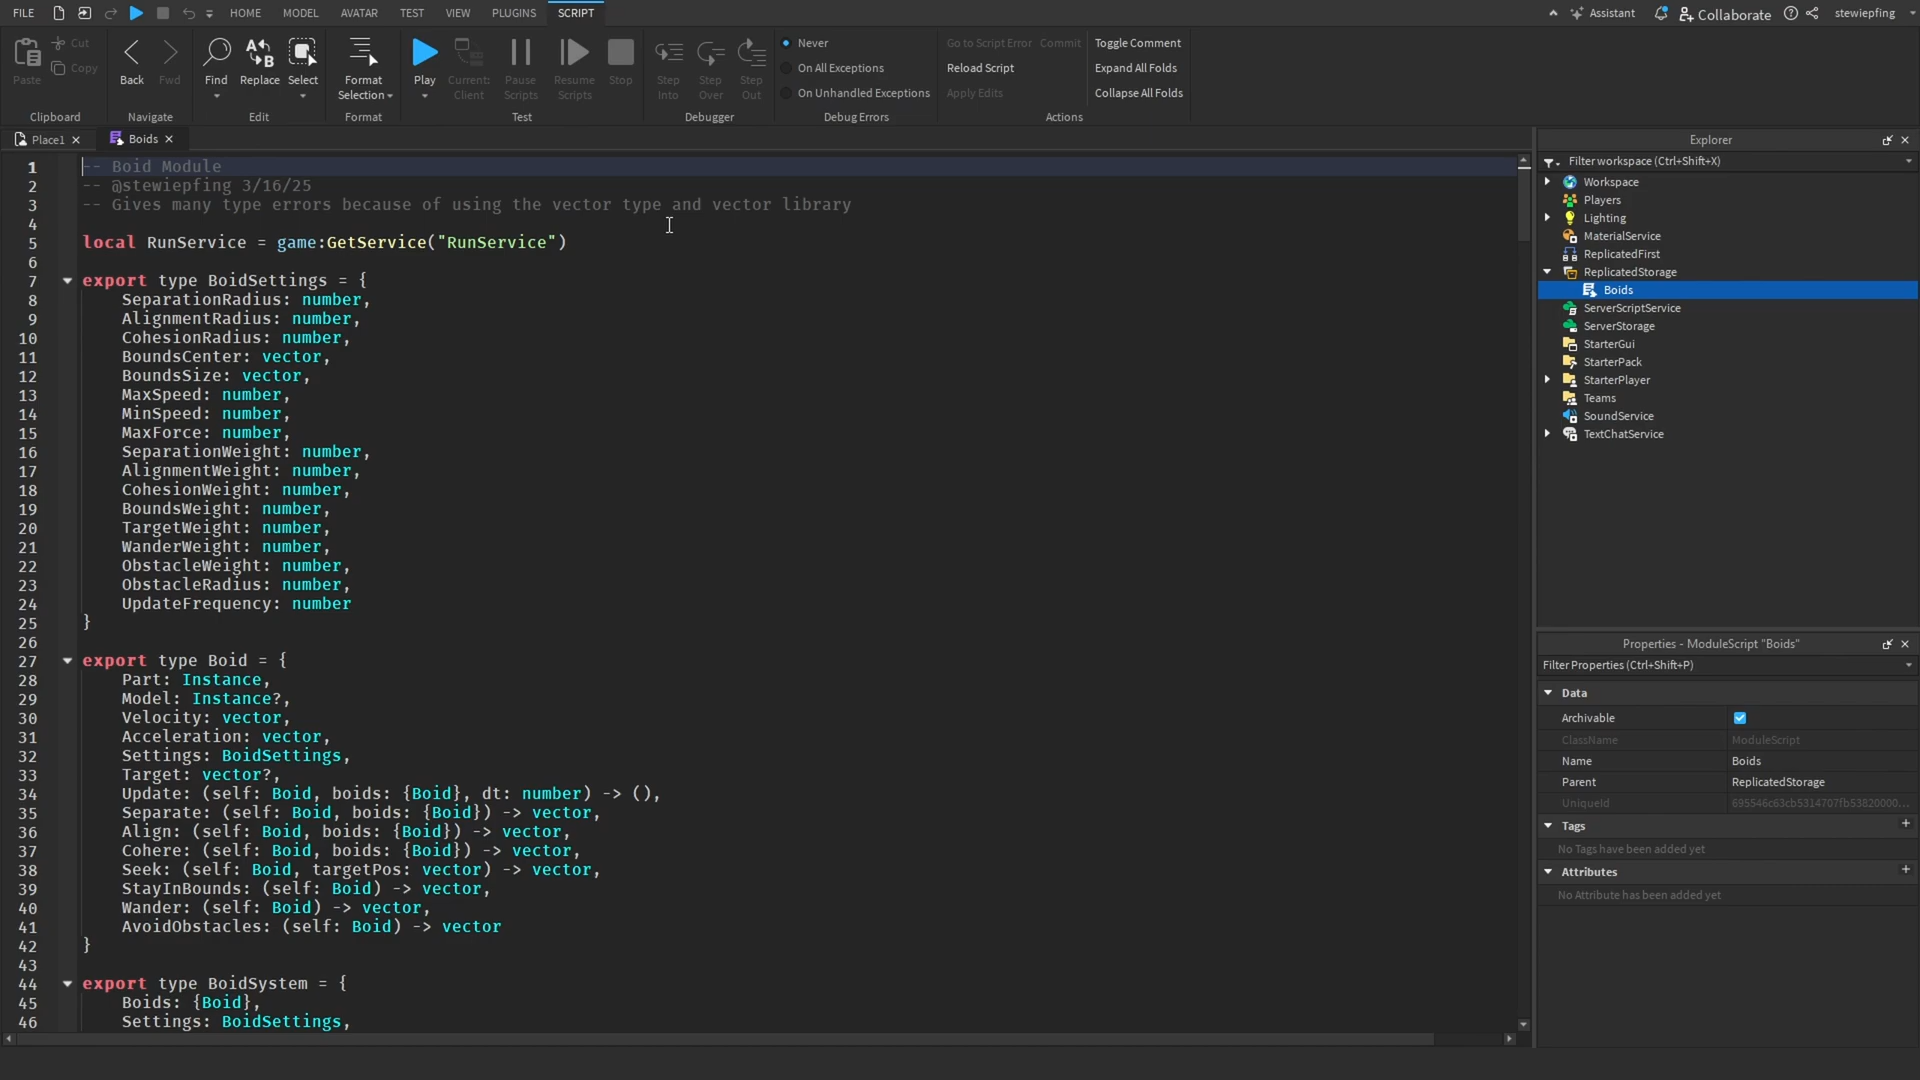 FILE HOME MODEL AVATAR TEST VIEW PLUGINS SCRIPT Assistant Collaborate stewiepfing
Paste Cut Copy
Clipboard
Back Fwd
Navigate
Find Replace Select
Edit
Format Selection
Format
Play Current: Client Pause Scripts Resume Scripts Stop
Test
Step Into Step Over Step Out
Debugger
Never
On All Exceptions
On Unhandled Exceptions
Debug Errors
Go to Script Error Commit Toggle Comment
Reload Script Expand All Folds
Apply Edits Collapse All Folds
Actions
Place1 Boids
1 -- Boid Module
2 -- @stewiepfing 3/16/25
3 -- Gives many type errors because of using the vector type and vector library
4
5 local RunService = game:GetService("RunService")
6
7 export type BoidSettings = {
8 SeparationRadius: number,
9 AlignmentRadius: number,
10 CohesionRadius: number,
11 BoundsCenter: vector,
12 BoundsSize: vector,
13 MaxSpeed: number,
14 MinSpeed: number,
15 MaxForce: number,
16 SeparationWeight: number,
17 AlignmentWeight: number,
18 CohesionWeight: number,
19 BoundsWeight: number,
20 TargetWeight: number,
21 WanderWeight: number,
22 ObstacleWeight: number,
23 ObstacleRadius: number,
24 UpdateFrequency: number
25 }
26
27 export type Boid = {
28 Part: Instance,
29 Model: Instance?,
30 Velocity: vector,
31 Acceleration: vector,
32 Settings: BoidSettings,
33 Target: vector?,
34 Update: (self: Boid, boids: {Boid}, dt: number) -> (),
35 Separate: (self: Boid, boids: {Boid}) -> vector,
36 Align: (self: Boid, boids: {Boid}) -> vector,
37 Cohere: (self: Boid, boids: {Boid}) -> vector,
38 Seek: (self: Boid, targetPos: vector) -> vector,
39 StayInBounds: (self: Boid) -> vector,
40 Wander: (self: Boid) -> vector,
41 AvoidObstacles: (self: Boid) -> vector
42 }
43
44 export type BoidSystem = {
45 Boids: {Boid},
46 Settings: BoidSettings,
Explorer
Filter workspace (Ctrl+Shift+X)
Workspace
Players
Lighting
MaterialService
ReplicatedFirst
ReplicatedStorage
Boids
ServerScriptService
ServerStorage
StarterGui
StarterPack
StarterPlayer
Teams
SoundService
TextChatService
Properties - ModuleScript "Boids"
Filter Properties (Ctrl+Shift+P)
Data
Archivable
ClassName ModuleScript
Name Boids
Parent ReplicatedStorage
UniqueId 695546c63cb5314707fb53820000...
Tags
No Tags have been added yet
Attributes
No Attribute has been added yet